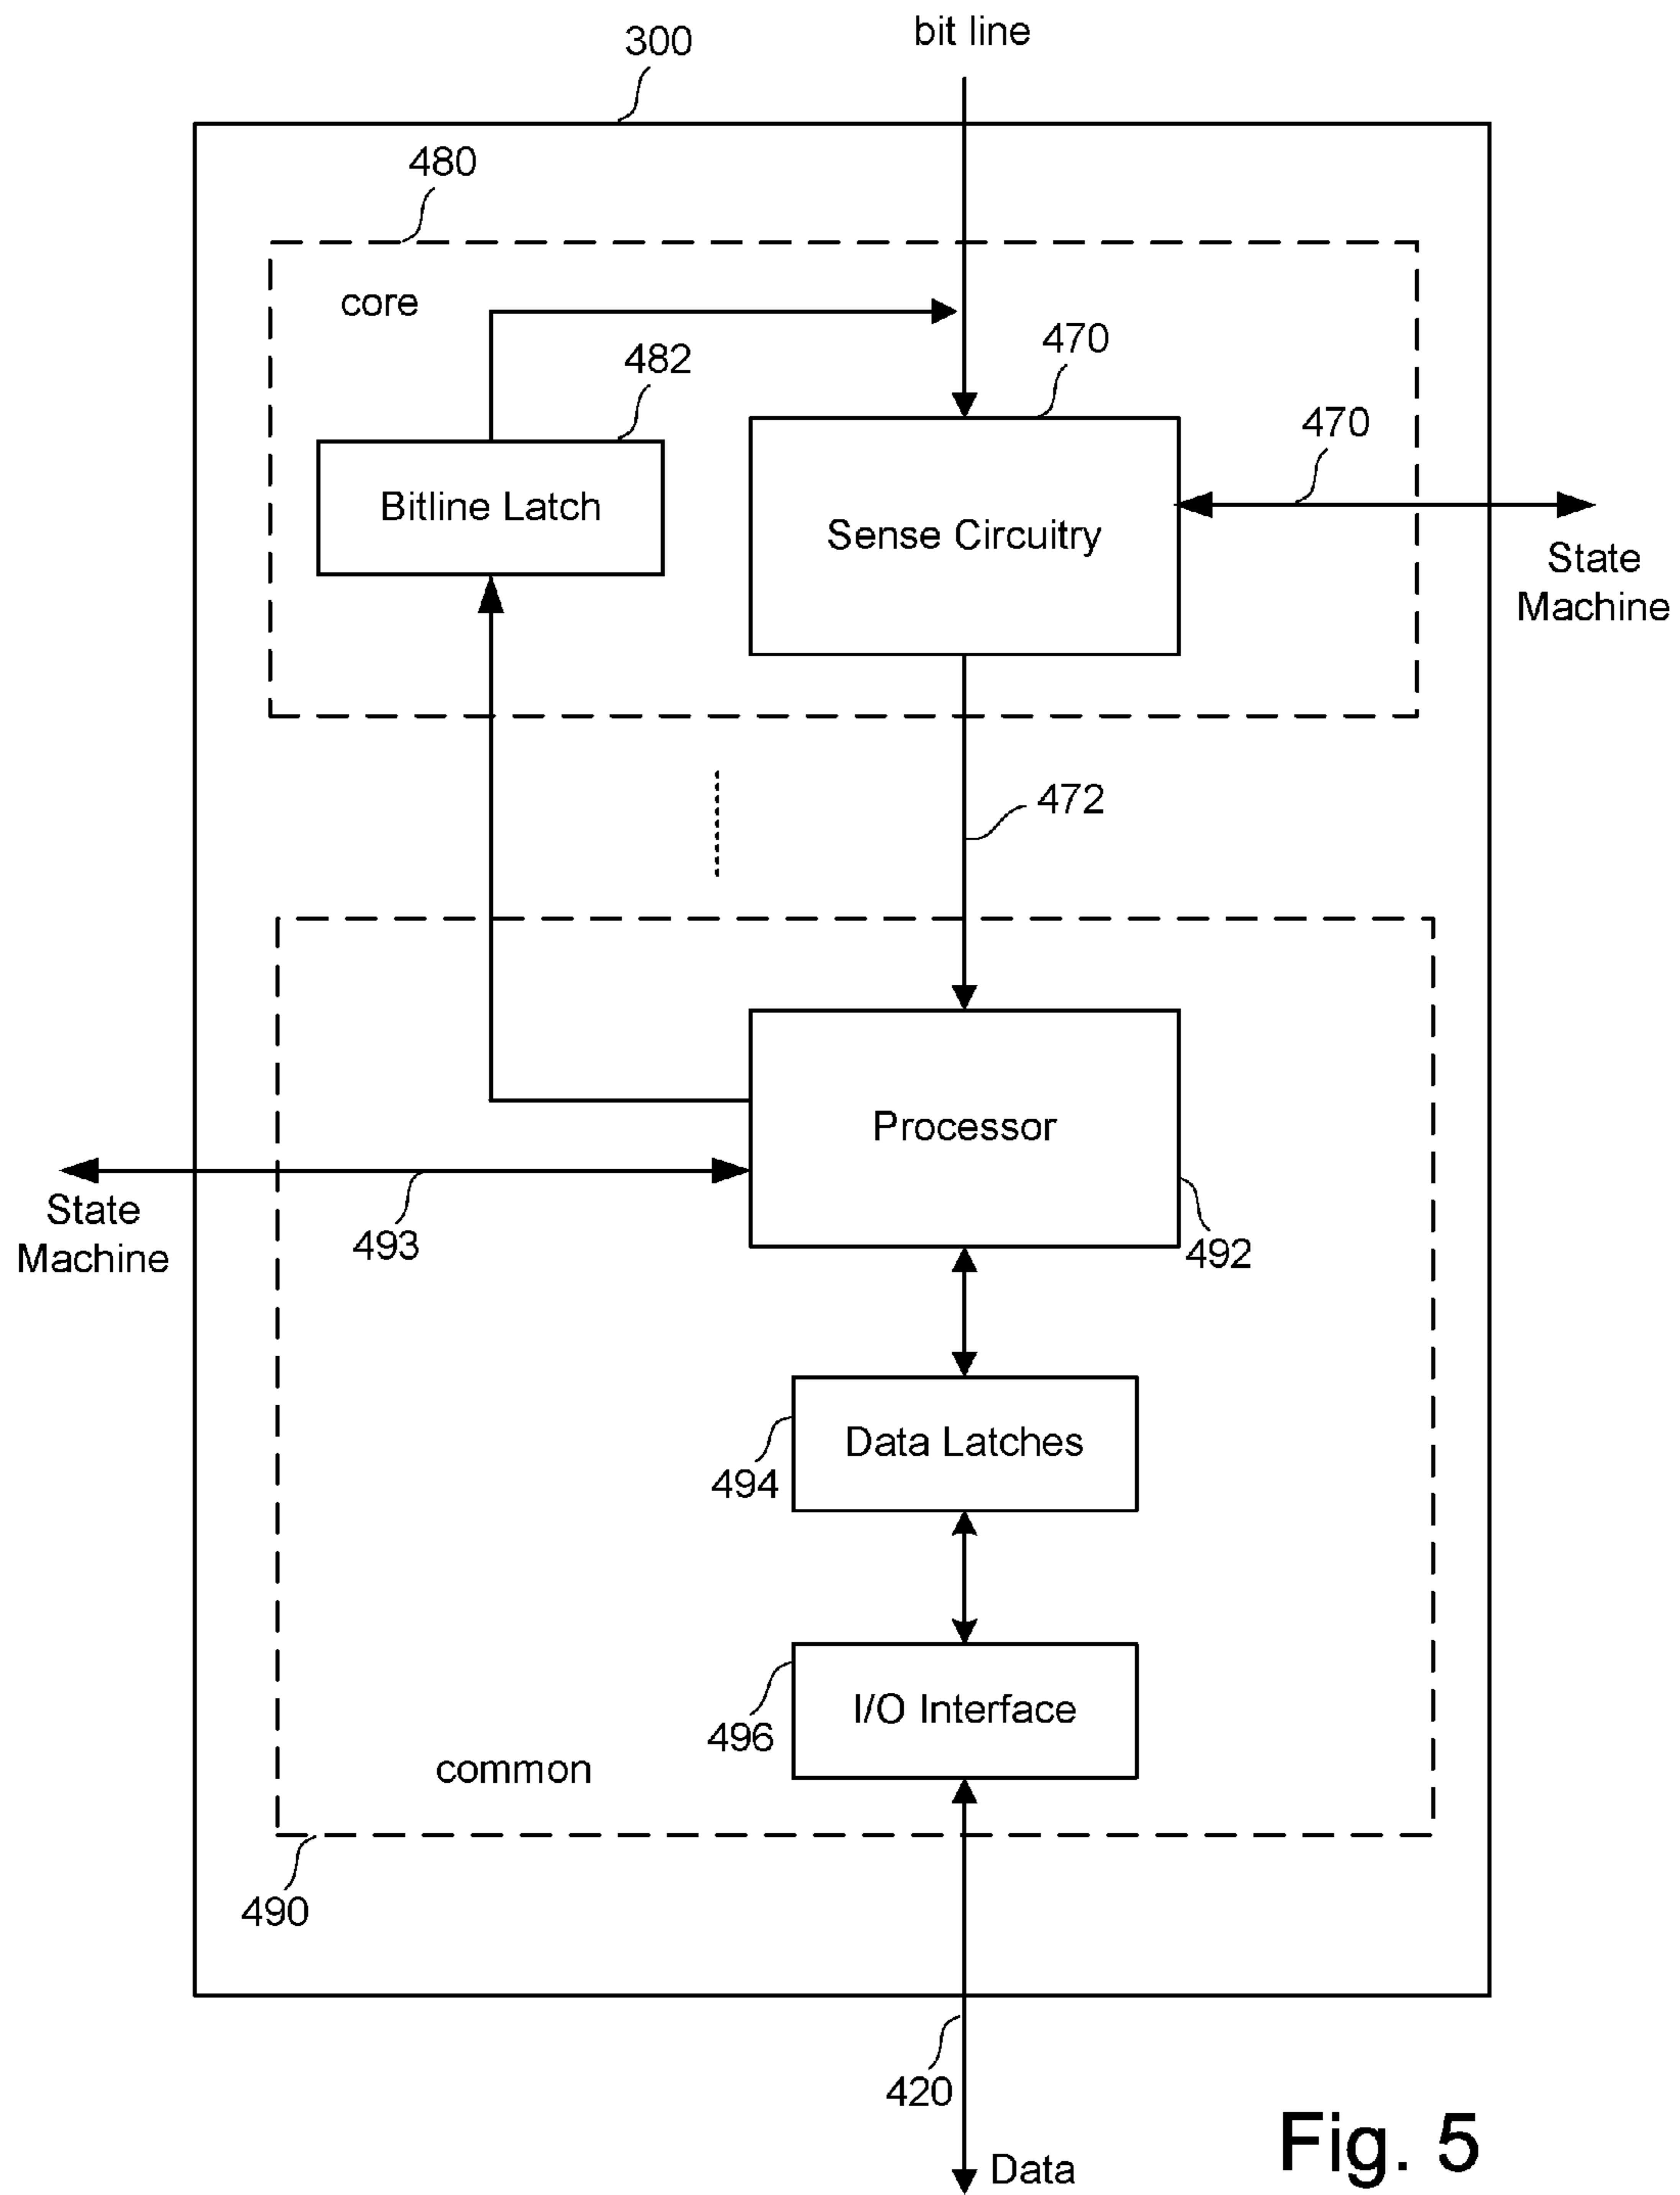 bit line
300
480
core
482
470
470
Bitline Latch
Sense Circuitry
State
Machine
472
Processor
State
Machine
493
492
Data Latches
494
I/O Interface
496
common
490
420
Data
Fig. 5